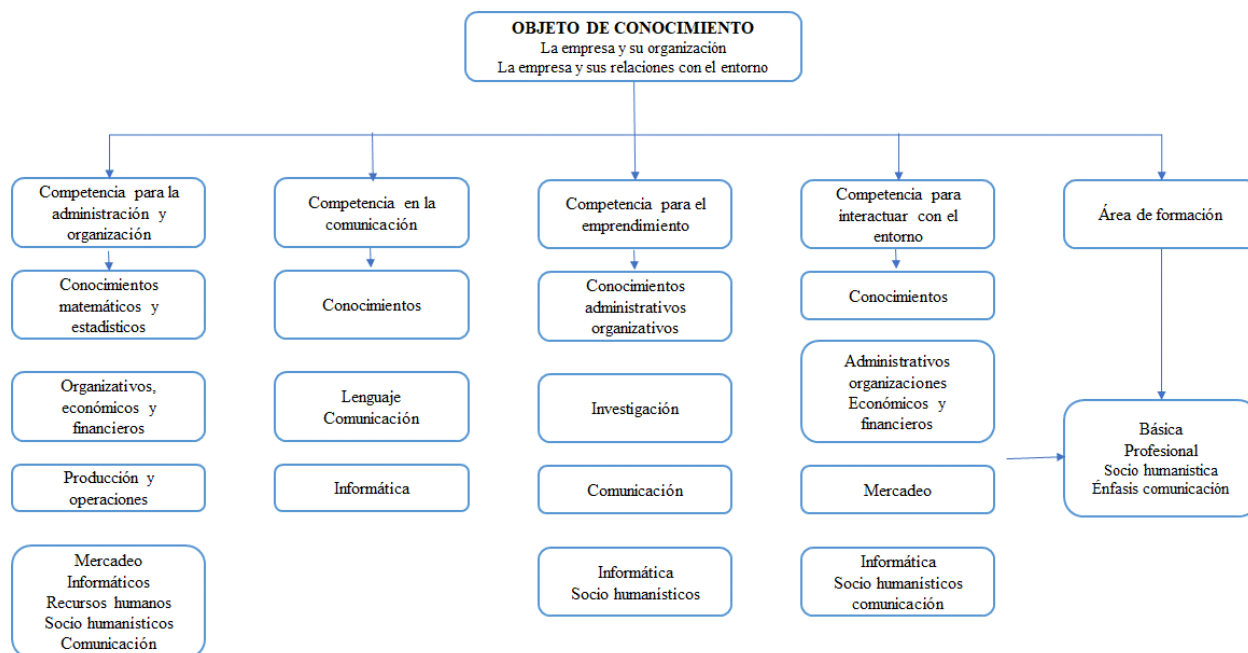 OBJETO DE CONOCIMIENTO
La empresa y su organización
La empresa y sus relaciones con el entorno
Competencia para la
administración y
organización
Competencia en la
comunicación
Competencia para el
emprendimiento
Competencia para
interactuar con el
entorno
Área de formación
Conocimientos
matemáticos y
estadísticos
Conocimientos
Conocimientos
administrativos
organizativos
Conocimientos
Organizativos,
económicos y
financieros
Lenguaje
Comunicación
Investigación
Administrativos
organizaciones
Económicos y
financieros
Básica
Profesional
Socio humanística
Énfasis comunicación
Producción y
operaciones
Informática
Comunicación
Mercadeo
Mercadeo
Informáticos
Recursos humanos
Socio humanísticos
Comunicación
Informática
Socio humanísticos
Informática
Socio humanísticos
comunicación